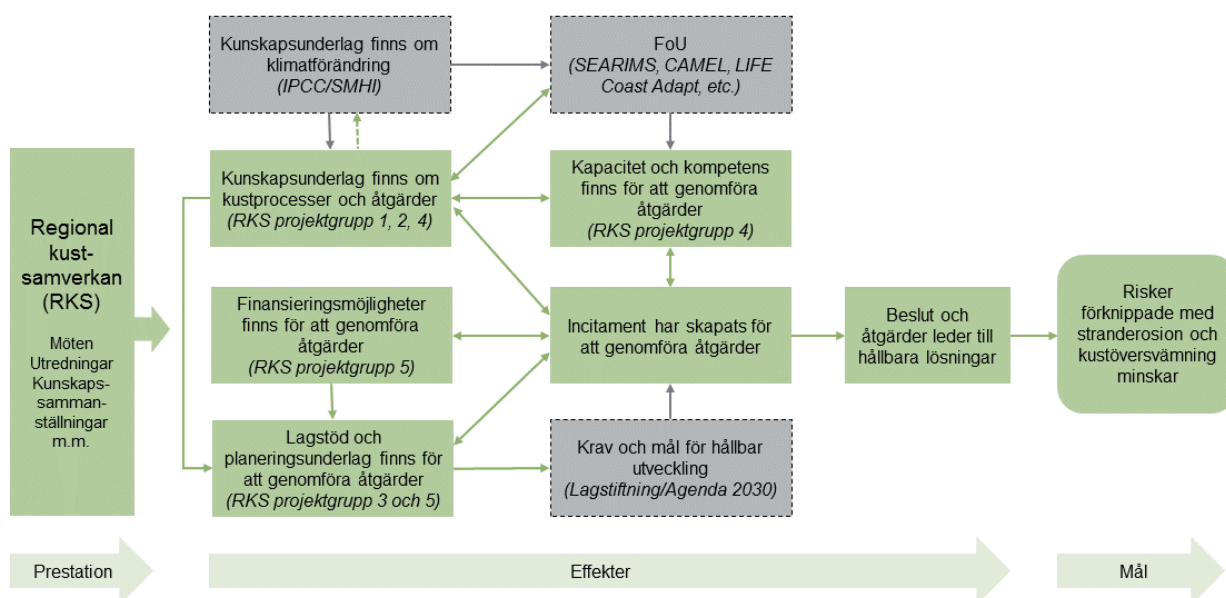 Regional
kust-
samverkan
(RKS)
Möten
Utredningar
Kunskaps-
samman-
ställningar
m.m.
Kunskapsunderlag finns om
klimatförändring
(IPCC/SMHI)
FoU
(SEARIMS, CAMEL, LIFE
Coast Adapt, etc.)
Kunskapsunderlag finns om
kustprocesser och åtgärder
(RKS projektgrupp 1, 2, 4)
Kapacitet och kompetens
finns för att genomföra
åtgärder
(RKS projektgrupp 4)
Finansieringsmöjligheter
finns för att genomföra
åtgärder
(RKS projektgrupp 5)
Incitament har skapats för
att genomföra åtgärder
Beslut och
åtgärder leder till
hållbara lösningar
Risker
förknippade med
stranderosion och
kustöversvämning
minskar
Lagstöd och
planeringsunderlag finns för
att genomföra åtgärder
(RKS projektgrupp 3 och 5)
Krav och mål för hållbar
utveckling
(Lagstiftning/Agenda 2030)
Prestation
Effekter
Mål